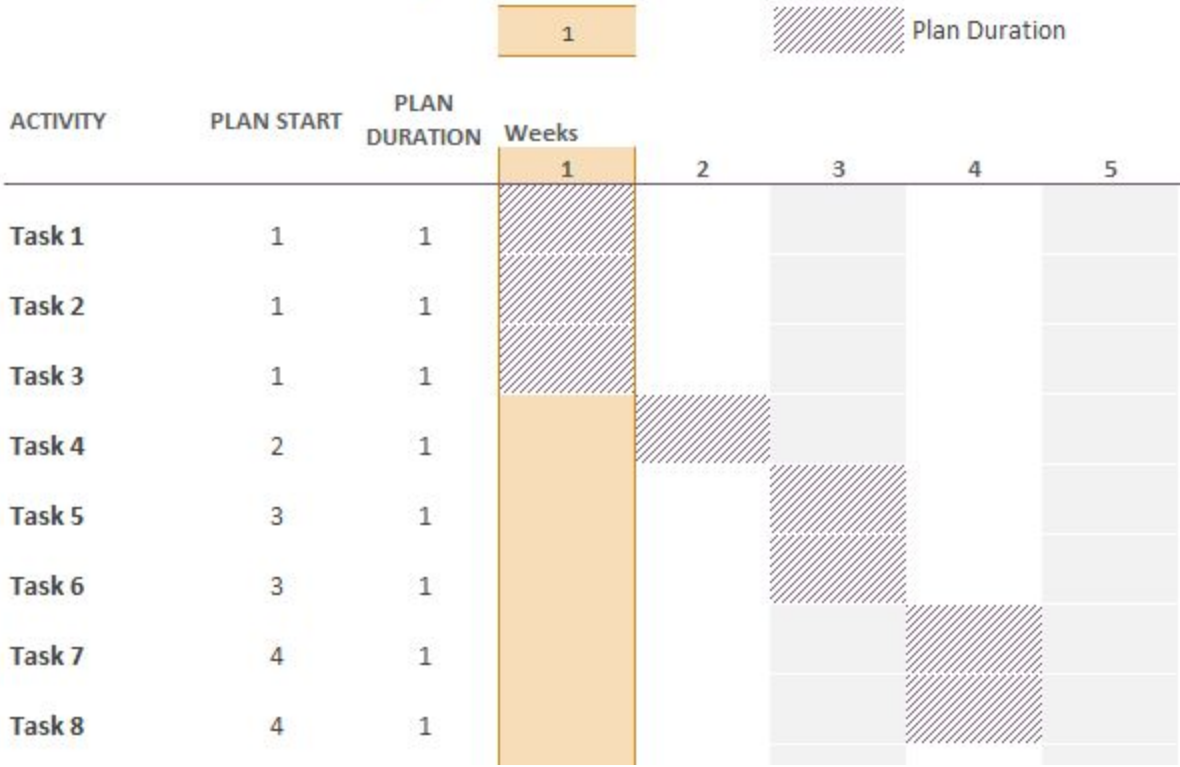 1 Plan Duration
ACTIVITY PLAN START PLAN DURATION Weeks
1 2 3 4 5
Task 1 1 1
Task 2 1 1
Task 3 1 1
Task 4 2 1
Task 5 3 1
Task 6 3 1
Task 7 4 1
Task 8 4 1